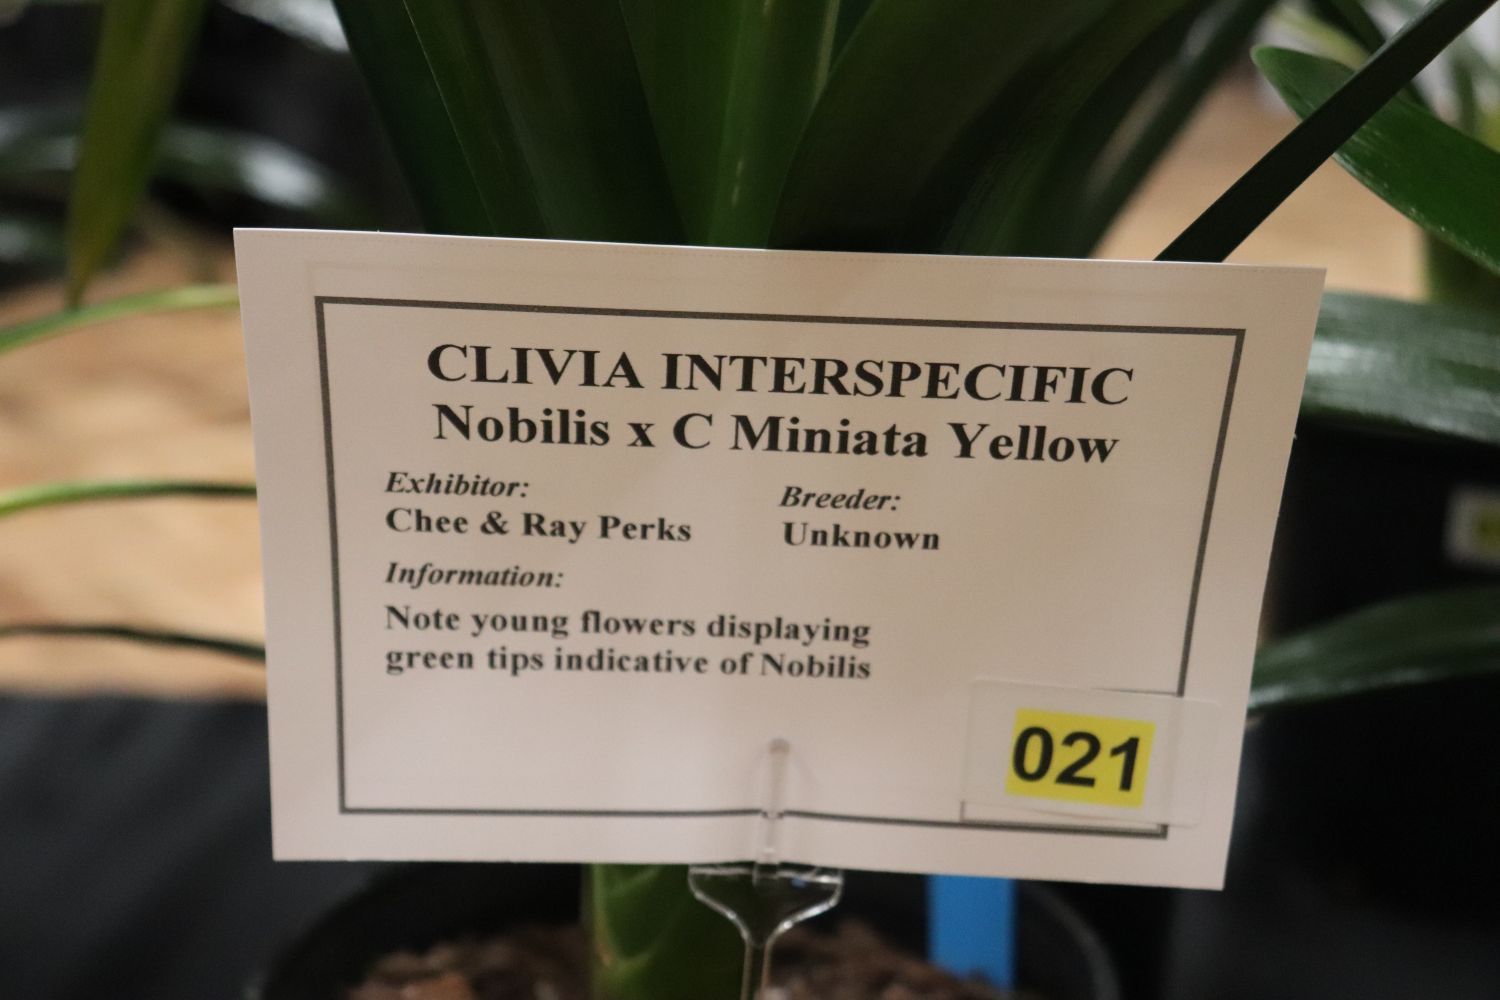 CLIVIA INTERSPECIFIC
Nobilis x C Miniata Yellow
Exhibitor:
Chee & Ray Perks
Breeder:
Unknown
Information:
Note young flowers displaying
green tips indicative of Nobilis
021